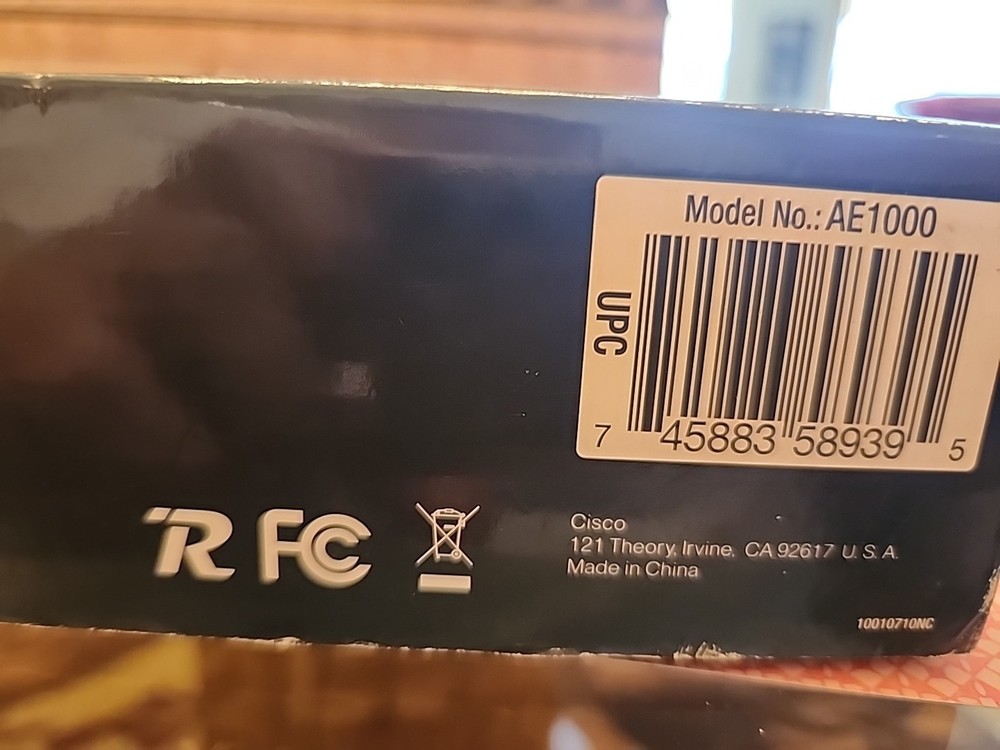 Model No.: AE1000
UPC
7 45883 58939 5
R FC
Cisco
121 Theory, Irvine, CA 92617 U.S.A.
Made in China
10010710NC